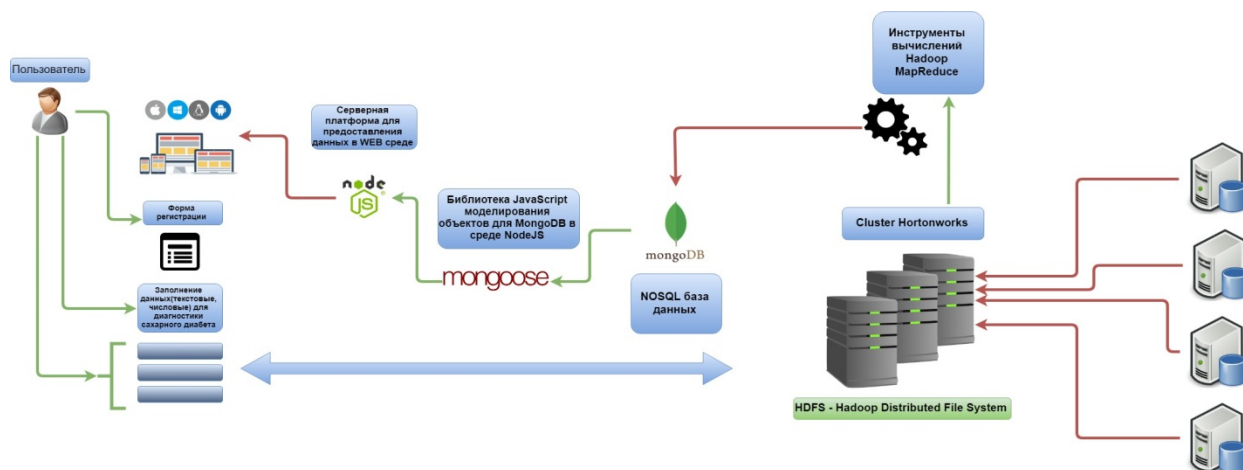 Пользователь
Серверная
платформа для
предоставления
данных в WEB среде
Форма
регистрации
Заполнение
данных(текстовые,
числовые) для
диагностики
сахарного диабета
node
JS
Библиотека JavaScript
моделирования
объектов для MongoDB в
среде NodeJS
mongoose
mongoDB
NOSQL база
данных
Инструменты
вычислений
Hadoop
MapReduce
Cluster Hortonworks
HDFS - Hadoop Distributed File System